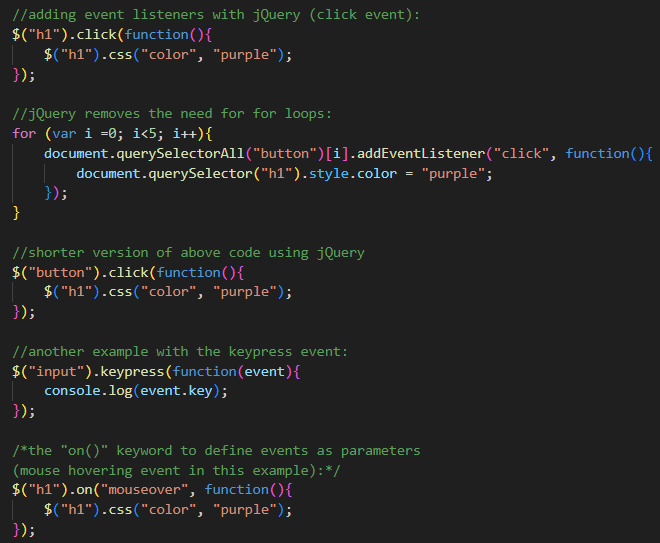 //adding event listeners with jQuery (click event):
$("h1").click(function(){
    $("h1").css("color", "purple");
});

//jQuery removes the need for for loops:
for (var i =0; i<5; i++){
    document.querySelectorAll("button")[i].addEventListener("click", function(){
        document.querySelector("h1").style.color = "purple";
    });
}

//shorter version of above code using jQuery
$("button").click(function(){
    $("h1").css("color", "purple");
});

//another example with the keypress event:
$("input").keypress(function(event){
    console.log(event.key);
});

/*the "on()" keyword to define events as parameters
(mouse hovering event in this example):*/
$("h1").on("mouseover", function(){
    $("h1").css("color", "purple");
});